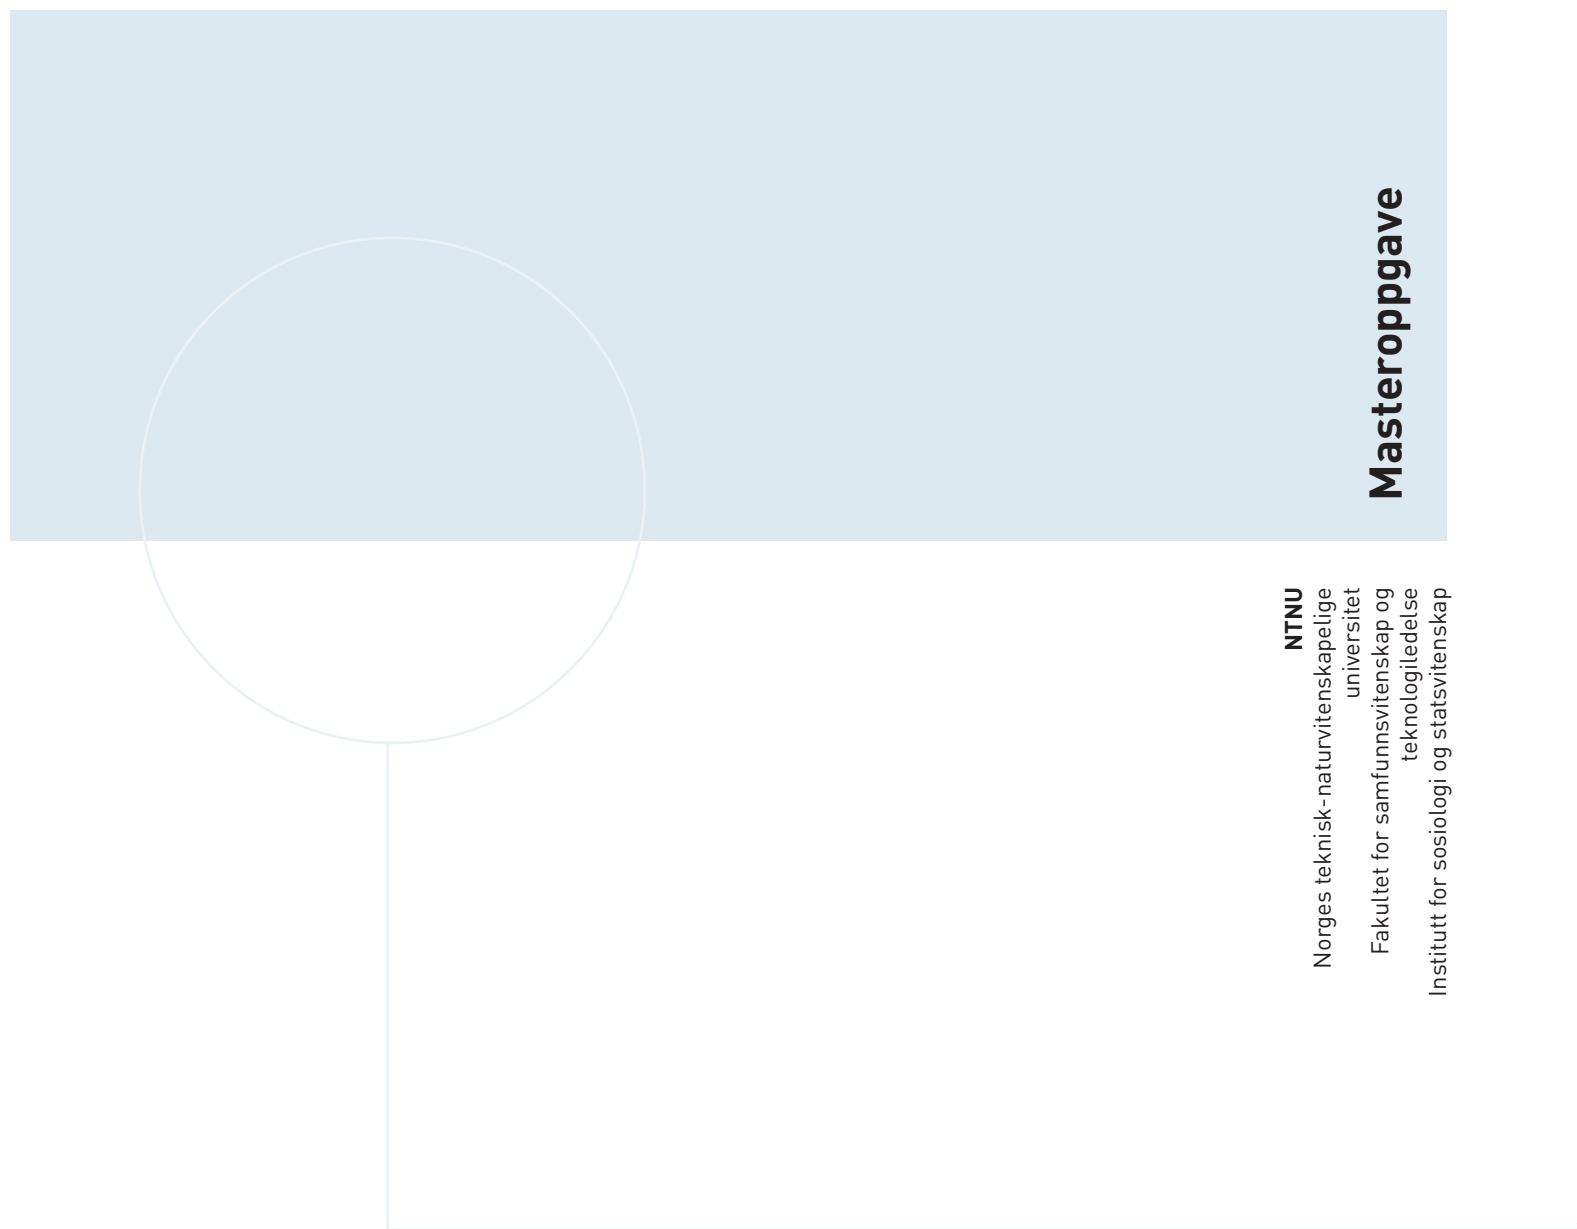 Masteroppgave
NTNU
Norges teknisk-naturvitenskapelige
universitet
Fakultet for samfunnsvitenskap og
teknologiledelse
Institutt for sosiologi og statsvitenskap